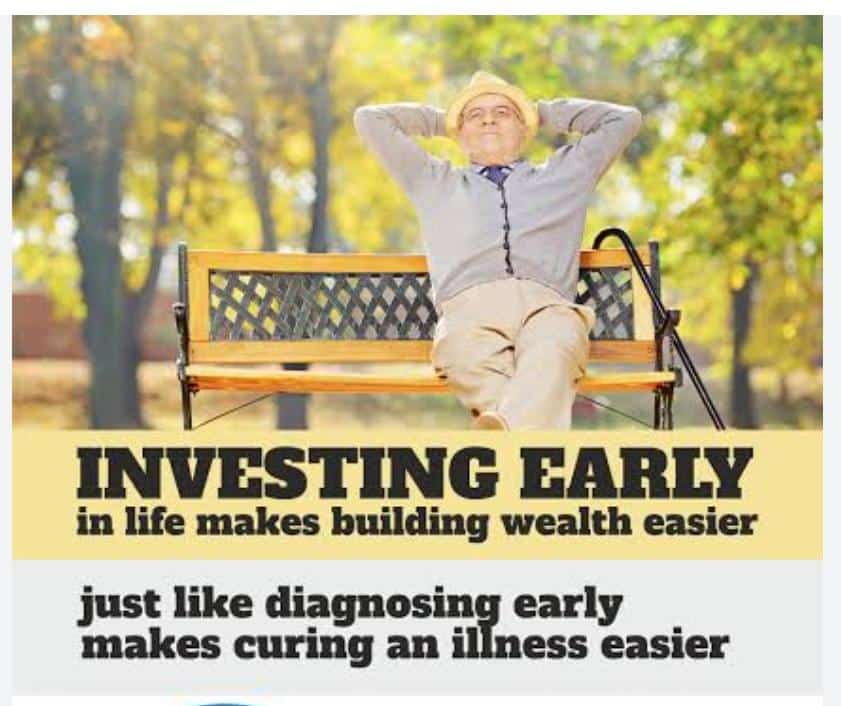 INVESTING EARLY
in life makes building wealth easier
just like diagnosing early
makes curing an illness easier